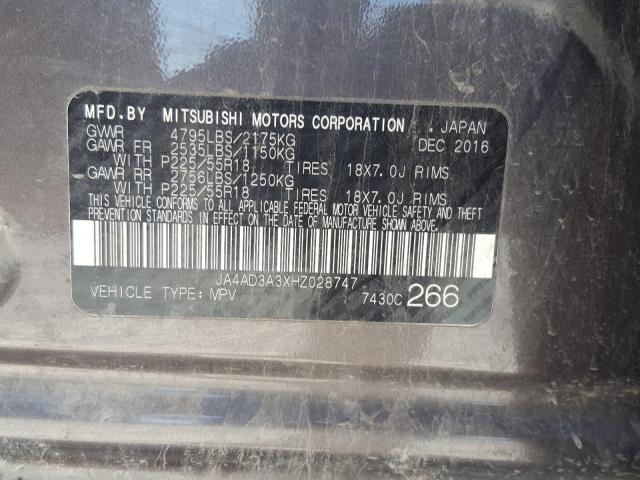 MFD.BY MITSUBISHI MOTORS CORPORATION . JAPAN
GVWR 4795LBS/2175KG DEC 2016
GAWR FR 2535LBS/1150KG
WITH P225/55R18 TIRES 18X7.0J RIMS
GAWR RR 2756LBS/1250KG
WITH P225/55R18 TIRES 18X7.0J RIMS
THIS VEHICLE CONFORMS TO ALL APPLICABLE FEDERAL MOTOR VEHICLE SAFETY AND THEFT
PREVENTION STANDARDS IN EFFECT ON THE DATE OF MANUFACTURE SHOWN ABOVE.
JA4AD3A3XHZ028747
VEHICLE TYPE: MPV 7430C 266